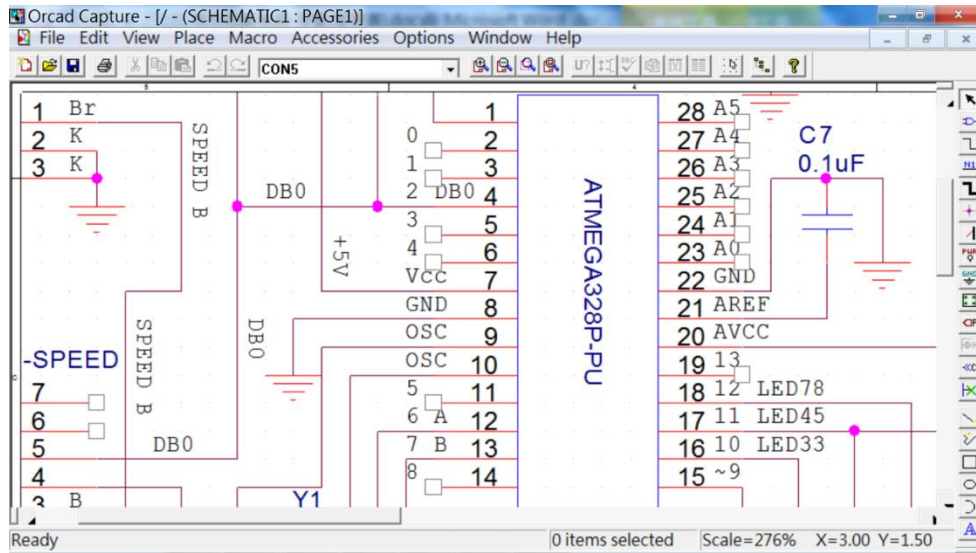 Orcad Capture - [/ - (SCHEMATIC1 : PAGE1)]
File Edit View Place Macro Accessories Options Window Help
CON5
U?
5
4
1 Br
2 K
3 K
SPEED B
DB0
+5V
SPEED B
DB0
-SPEED
7
6
5
DB0
4
3 B
Y1
1
0 2
1 3
2 DB0 4
3 5
4 6
Vcc 7
GND 8
OSC 9
OSC 10
5 11
6 A 12
7 B 13
8 14
ATMEGA328P-PU
28 A5
27 A4
26 A3
25 A2
24 A1
23 A0
22 GND
21 AREF
20 AVCC
19 13
18 12 LED78
17 11 LED45
16 10 LED33
15 ~9
C7
0.1uF
N1
PWR
GND
A
Ready
0 items selected
Scale=276% X=3.00 Y=1.50